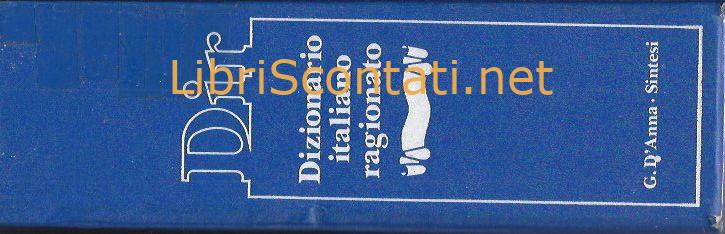 Dir
Dizionario
italiano
ragionato
G. D'Anna · Sintesi
LibriScontati.net